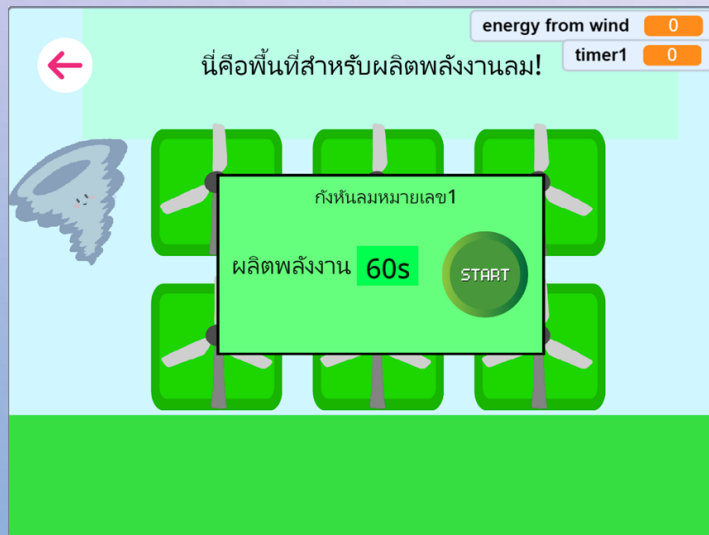 energy from wind 0
timer1 0
นี่คือพื้นที่สำหรับผลิตพลังงานลม!
กังหันลมหมายเลข1
ผลิตพลังงาน 60s
START